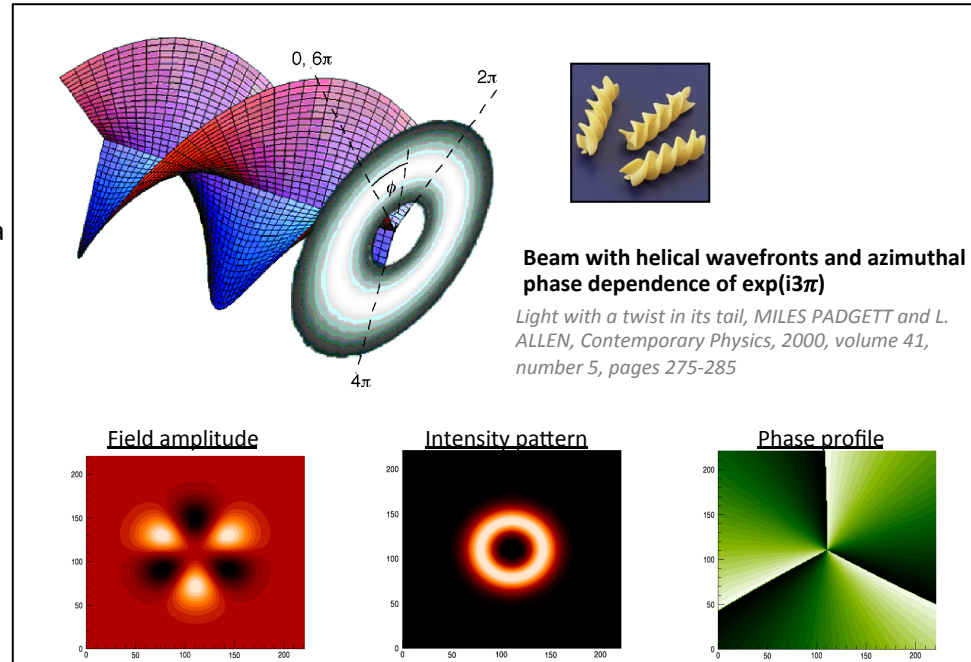 0, 6π
2π
ϕ
4π
a
Beam with helical wavefronts and azimuthal
phase dependence of exp(i3π)
Light with a twist in its tail, MILES PADGETT and L.
ALLEN, Contemporary Physics, 2000, volume 41,
number 5, pages 275-285
Field amplitude
Intensity pattern
Phase profile
200
150
100
50
0
0 50 100 150 200
200
150
100
50
0
0 50 100 150 200
200
150
100
50
0
0 50 100 150 200